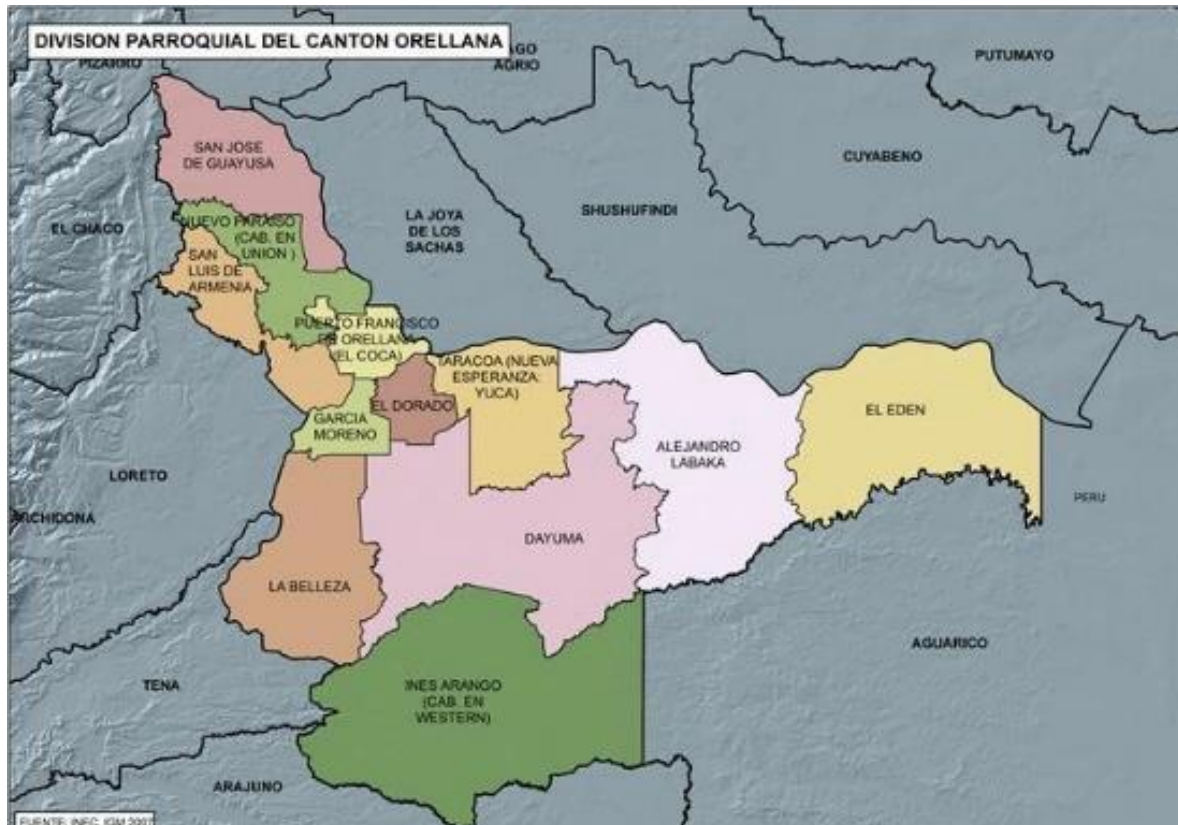 DIVISION PARROQUIAL DEL CANTON ORELLANA
PIZARRO
AGO
AGRIO
PUTUMAYO
SAN JOSE
DE GUAYUSA
CUYABENO
EL CHACO
NUEVO PARAISO
(CAB. EN
UNION )
LA JOYA
DE LOS
SACHAS
SHUSHUFINDI
SAN
LUIS DE
ARMENIA
PUERTO FRANCISCO
DE ORELLANA
(EL COCA)
TARACOA (NUEVA
ESPERANZA:
YUCA)
EL DORADO
GARCIA
MORENO
EL EDEN
ALEJANDRO
LABAKA
LORETO
ARCHIDONA
PERU
DAYUMA
LA BELLEZA
AGUARICO
TENA
INES ARANGO
(CAB. EN
WESTERN)
ARAJUNO
FUENTE: INEC, IGM 2007